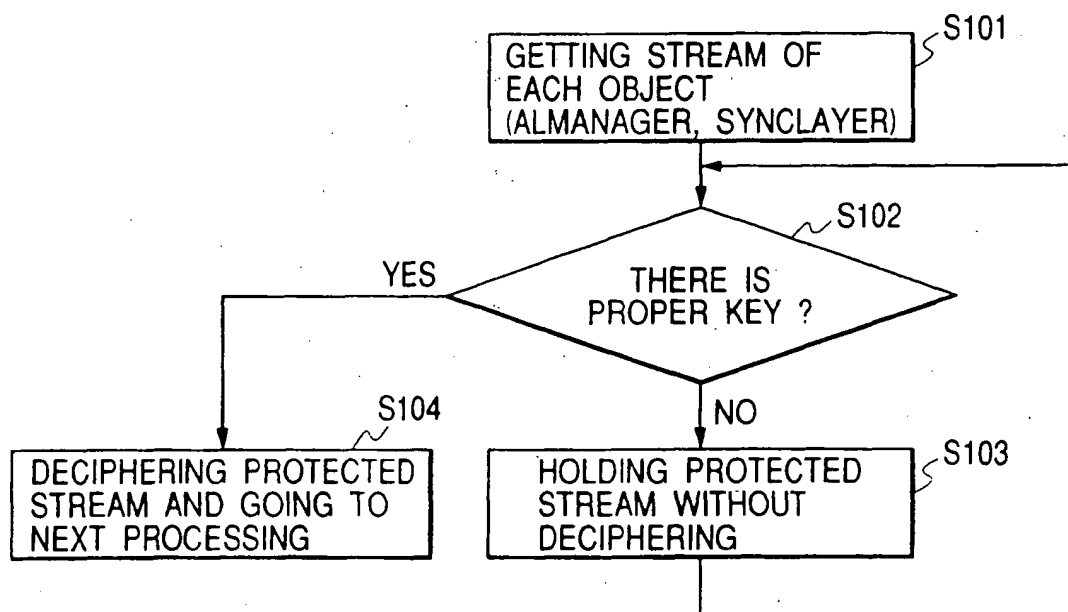 S101
GETTING STREAM OF
EACH OBJECT
(ALMANAGER, SYNCLAYER)
S102
YES
THERE IS
PROPER KEY ?
NO
S104
DECIPHERING PROTECTED
STREAM AND GOING TO
NEXT PROCESSING
S103
HOLDING PROTECTED
STREAM WITHOUT
DECIPHERING